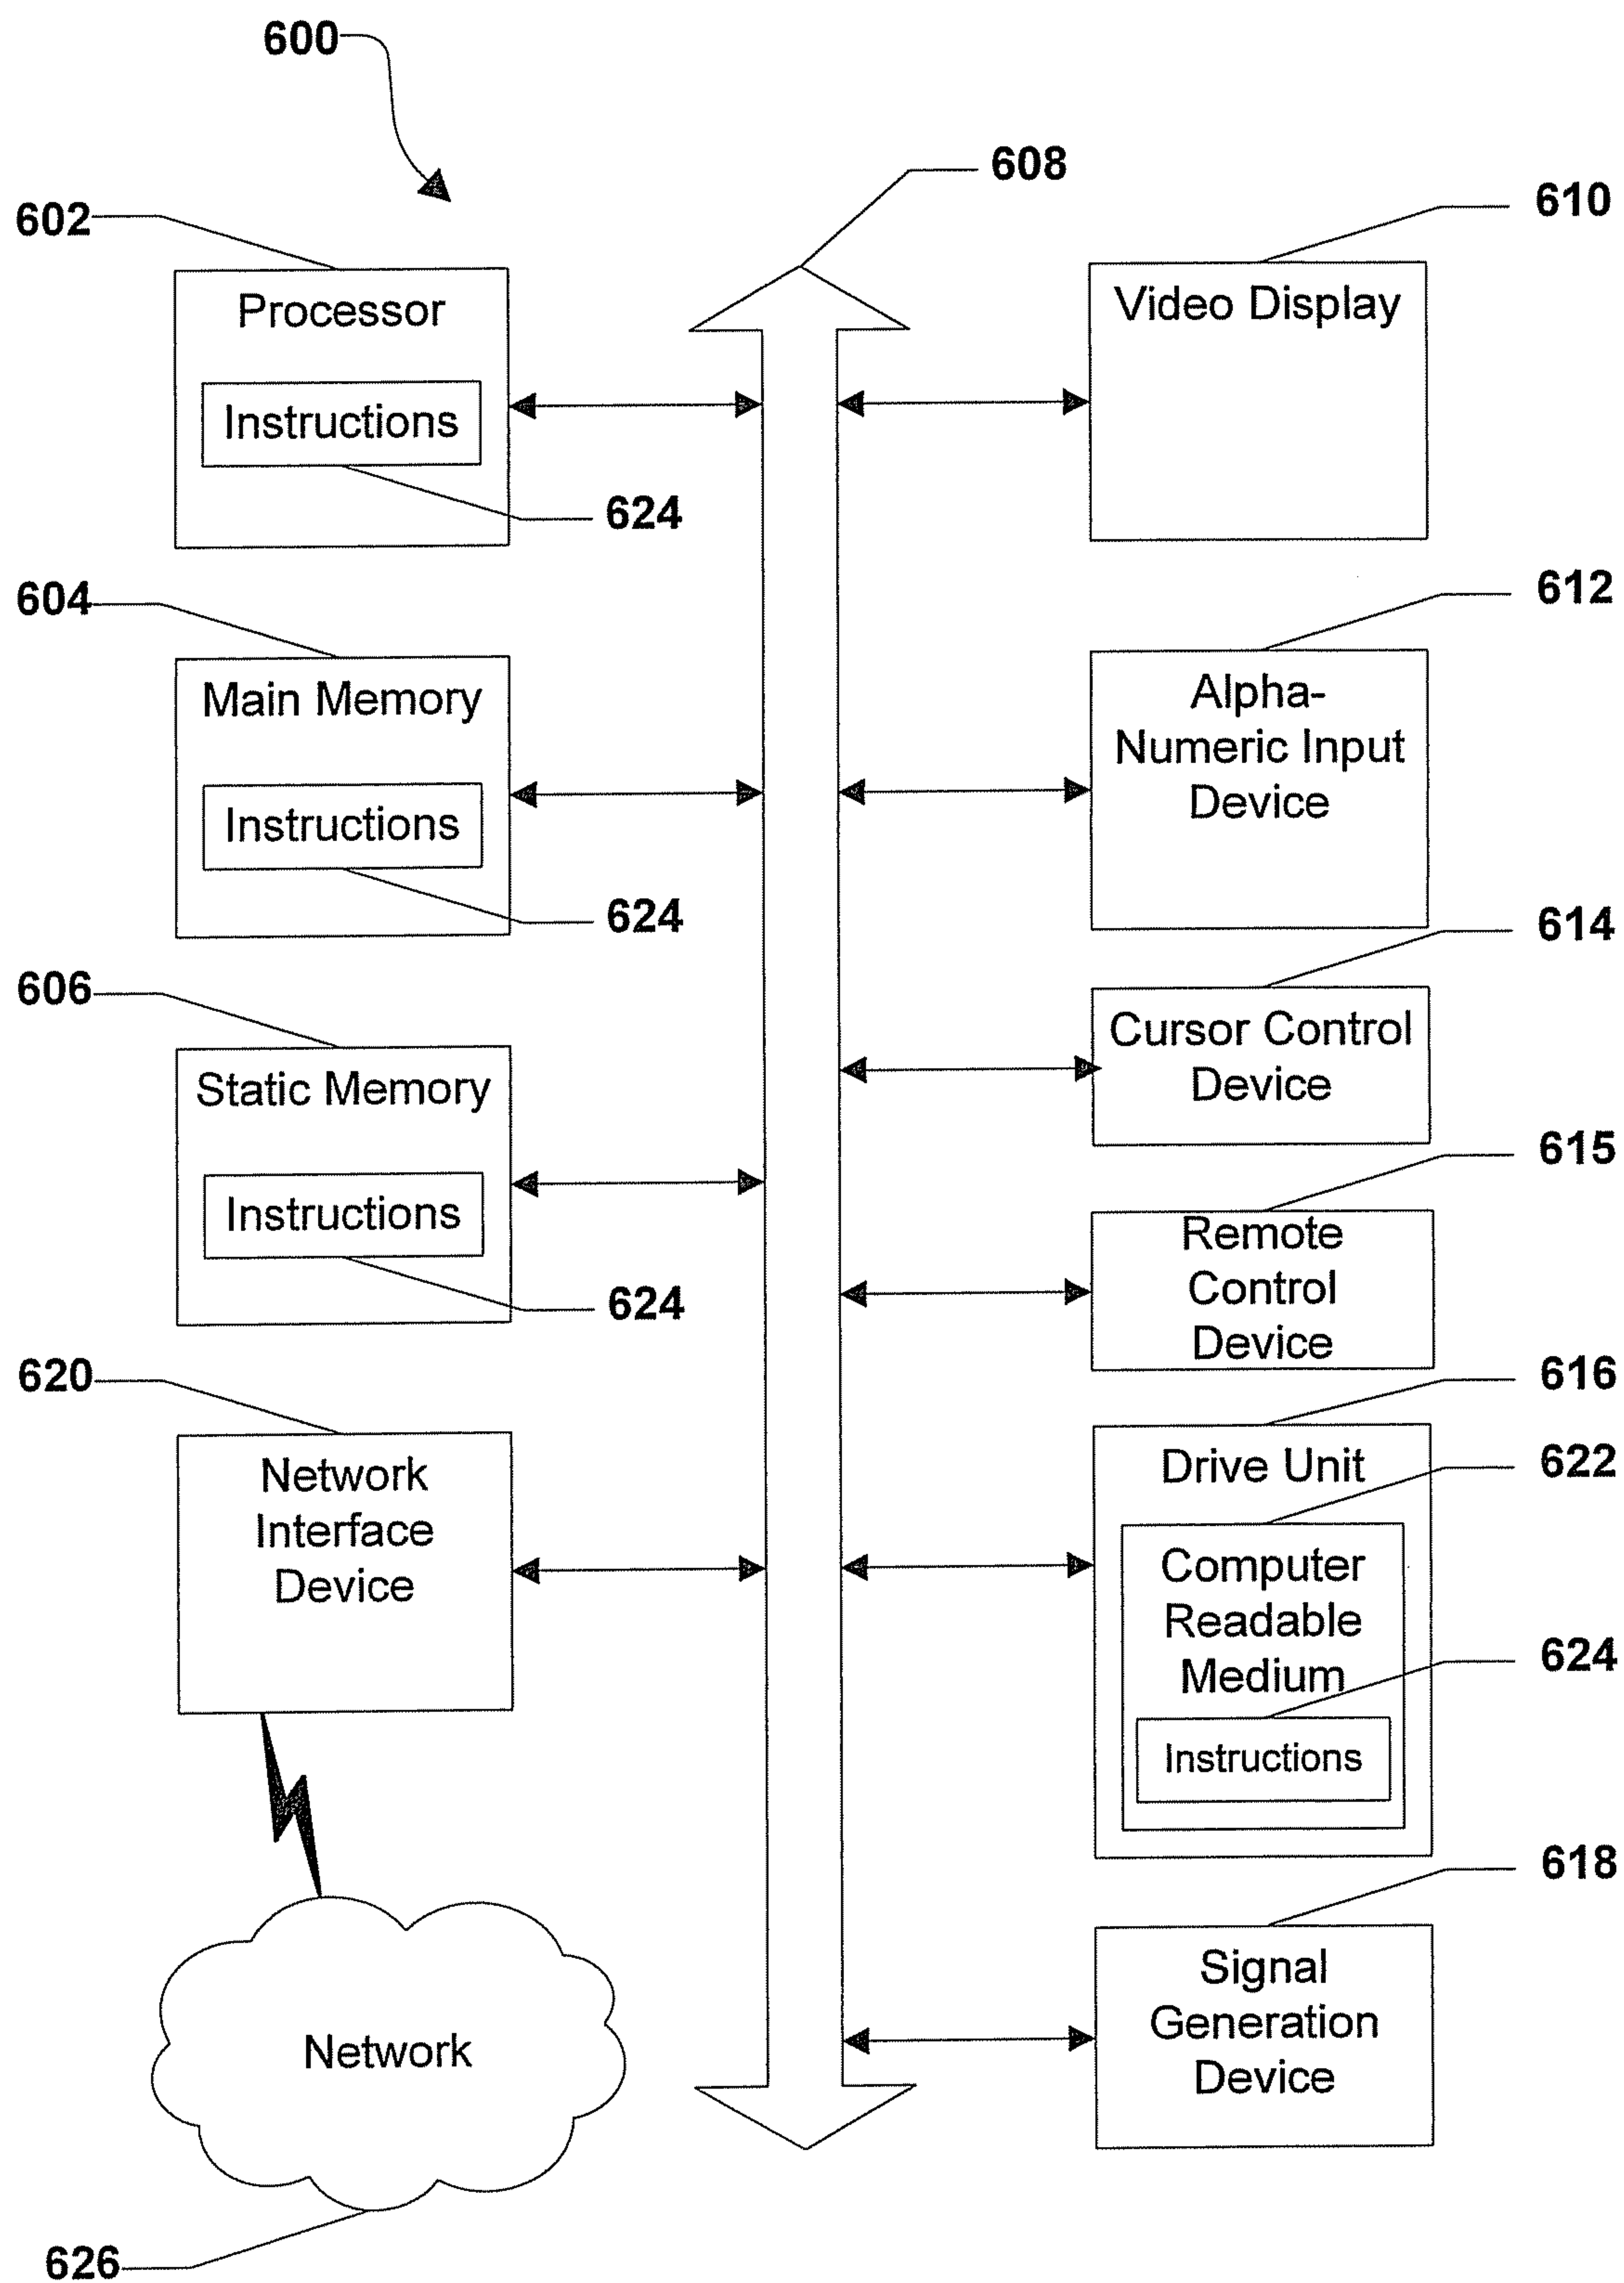 600
608
610
602
Processor
Instructions
624
Video Display
604
Main Memory
Instructions
624
612
Alpha-
Numeric Input
Device
614
Cursor Control
Device
606
Static Memory
Instructions
624
615
Remote
Control
Device
620
Network
Interface
Device
616
Drive Unit
622
Computer
Readable
Medium
624
Instructions
618
Signal
Generation
Device
Network
626